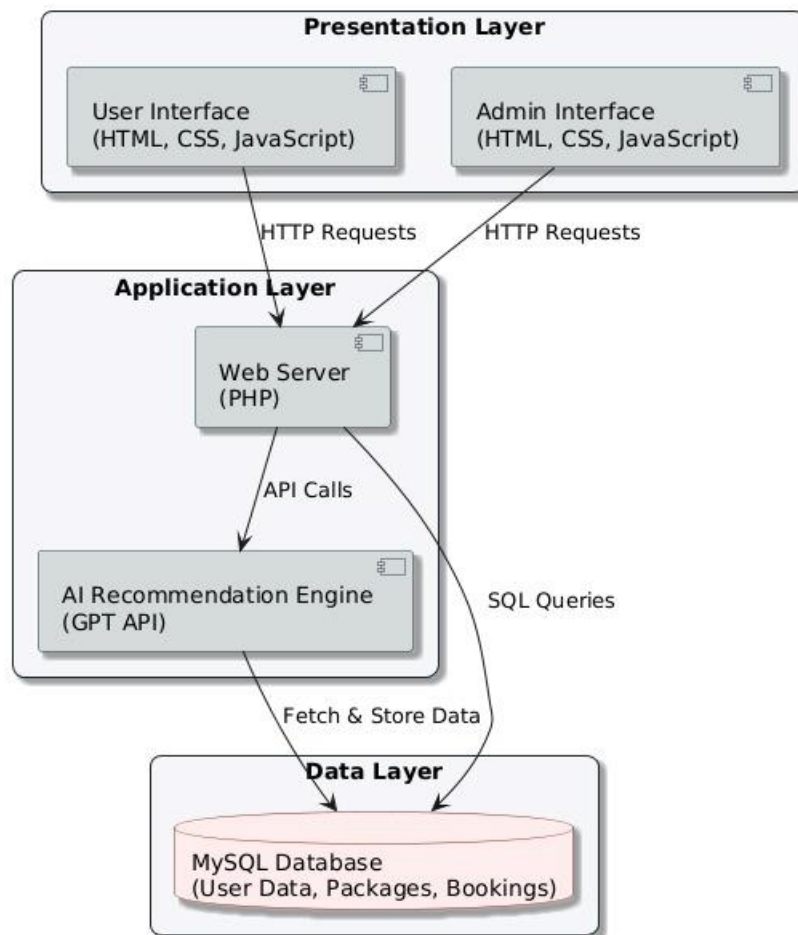 Presentation Layer
User Interface
(HTML, CSS, JavaScript)
Admin Interface
(HTML, CSS, JavaScript)
HTTP Requests
HTTP Requests
Application Layer
Web Server
(PHP)
API Calls
AI Recommendation Engine
(GPT API)
SQL Queries
Fetch & Store Data
Data Layer
MySQL Database
(User Data, Packages, Bookings)